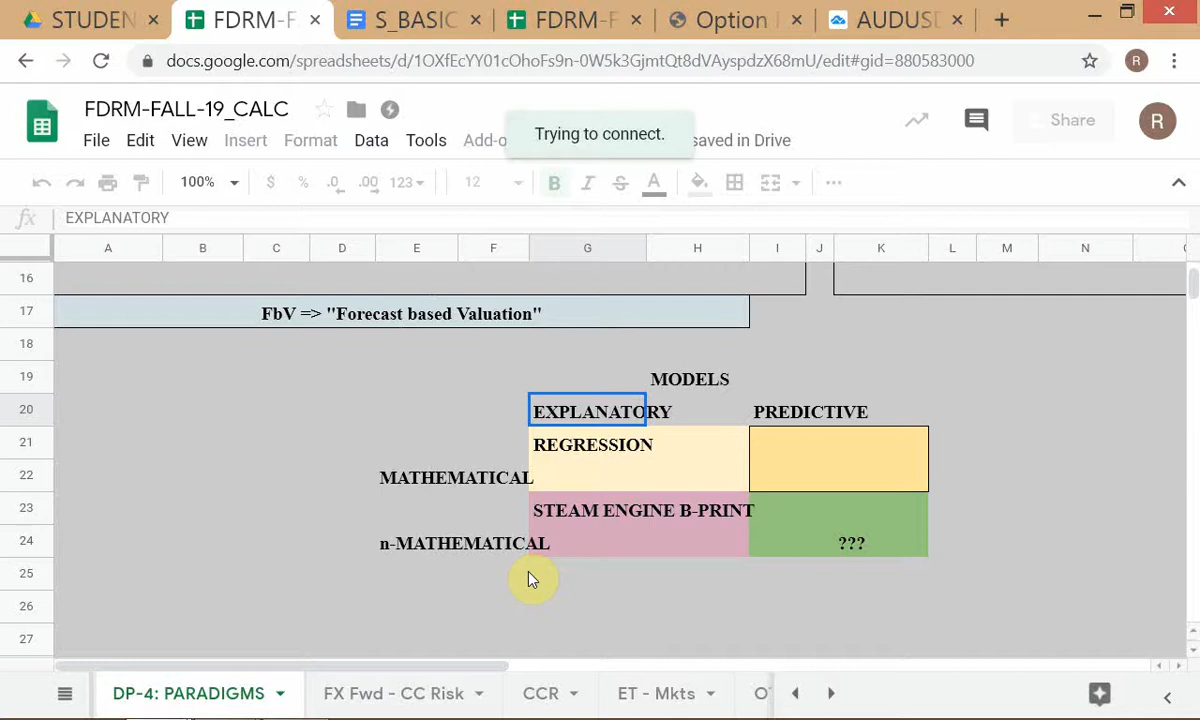 STUDEN
FDRM-F
S_BASIC
FDRM-F
Option
AUDUSD
docs.google.com/spreadsheets/d/1OXfEcYY01cOhoFs9n-0W5k3GjmtQt8dVAyspdzX68mU/edit#gid=880583000
R
FDRM-FALL-19_CALC
Trying to connect.
Share
R
File Edit View Insert Format Data Tools Add-o
saved in Drive
100% $ % .0 .00 123 12 B I S A ...
fx EXPLANATORY
A B C D E F G H I J K L M N
16
17 FbV => "Forecast based Valuation"
18
19 MODELS
20 EXPLANATORY PREDICTIVE
21 REGRESSION
22 MATHEMATICAL
23 STEAM ENGINE B-PRINT
24 n-MATHEMATICAL ???
25
26
27
DP-4: PARADIGMS FX Fwd - CC Risk CCR ET - Mkts